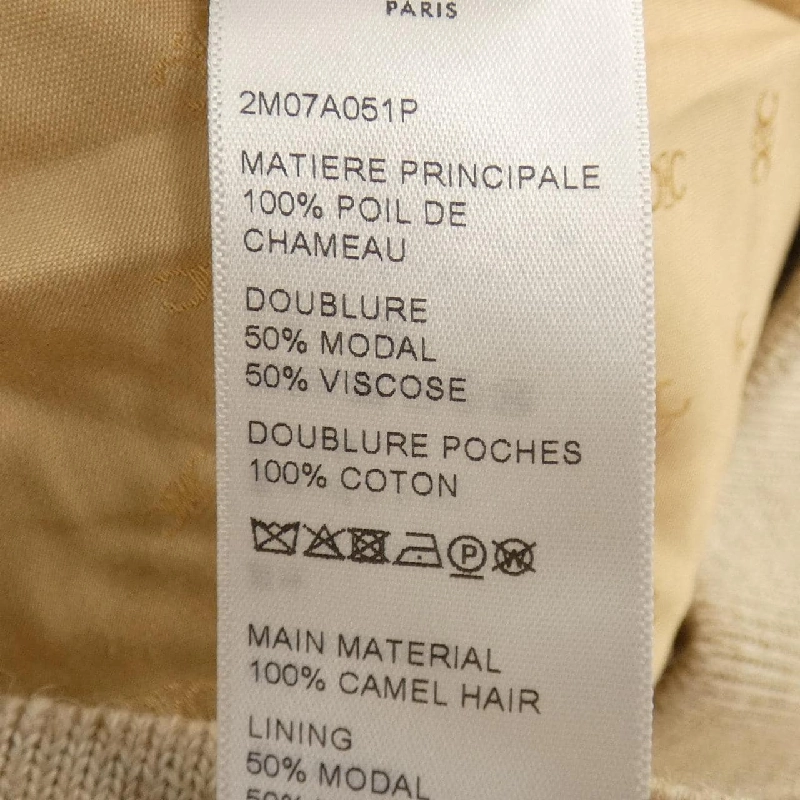 PARIS
2M07A051P
MATIERE PRINCIPALE
100% POIL DE
CHAMEAU
DOUBLURE
50% MODAL
50% VISCOSE
DOUBLURE POCHES
100% COTON
P
W
MAIN MATERIAL
100% CAMEL HAIR
LINING
50% MODAL
50%